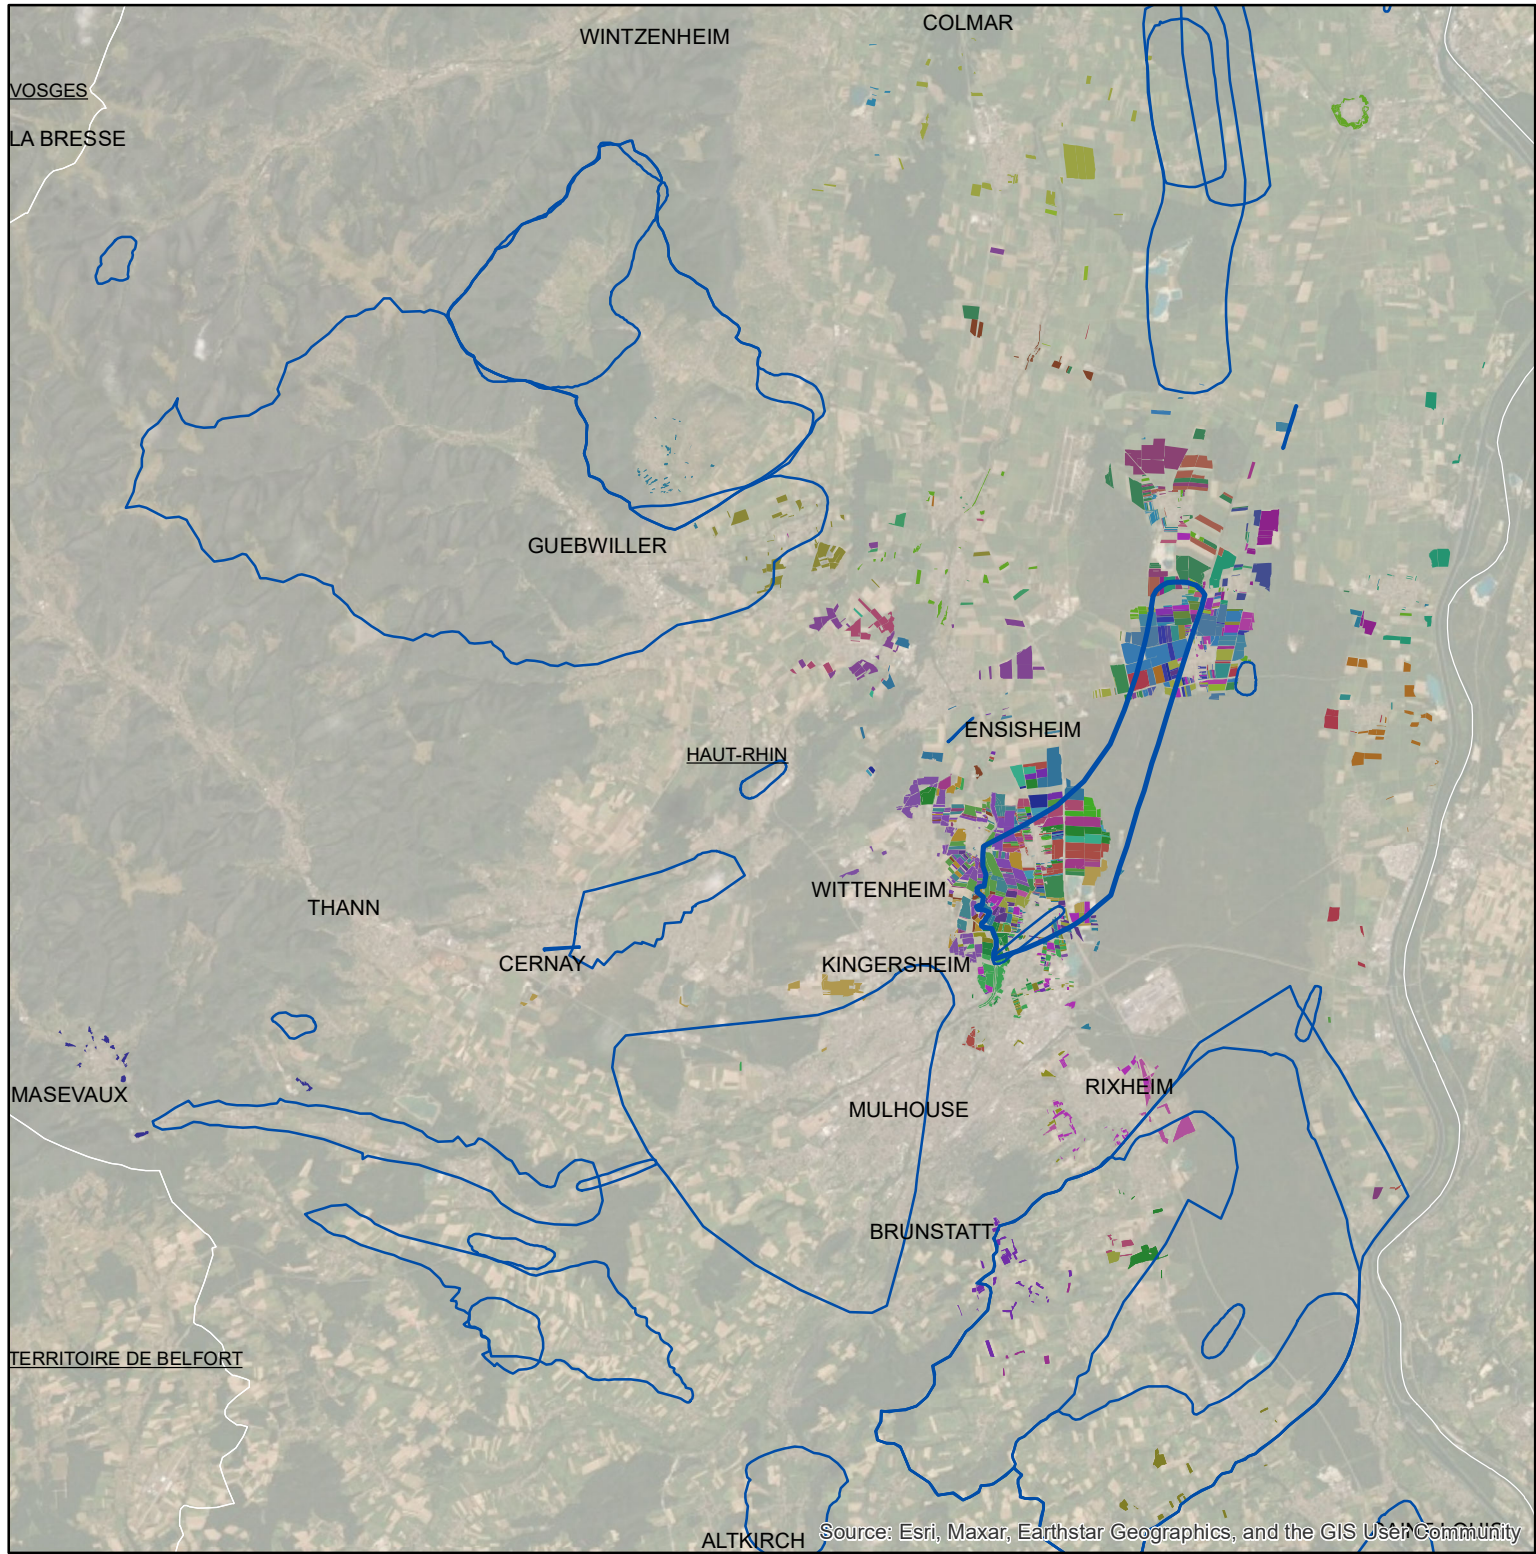 COLMAR
WINTZENHEIM
VOSGES
LA BRESSE
GUEBWILLER
ENSISHEIM
HAUT-RHIN
WITTENHEIM
THANN
CERNAY
KINGERSHEIM
RIXHEIM
MASEVAUX
MULHOUSE
BRUNSTATT
TERRITOIRE DE BELFORT
Source: Esri, Maxar, Earthstar Geographics, and the GIS User Community
ALTKIRCH